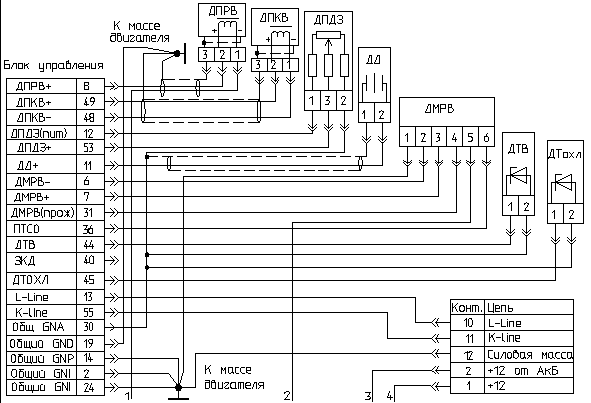 К массе
двигателя
ДПРВ
ДПКВ
ДПДЗ
ДД
ДМРВ
ДТВ
ДТохл
3 2 1
3 2 1
1 3 2
1 2
1 2 3 4 5 6
1 2
1 2
Блок управления
ДПРВ+ 8
ДПКВ+ 49
ДПКВ- 48
ДПДЗ(пит) 12
ДПДЗ+ 53
ДД+ 11
ДМРВ- 6
ДМРВ+ 7
ДМРВ(прож) 31
ПТСО 36
ДТВ 44
ЭКД 40
ДТОХЛ 45
L-Line 13
K-line 55
Общ GNA 30
Общий GND 19
Общий GNP 14
Общий GNI 2
Общий GNI 24
К массе
двигателя
1 2 3 4
Конт. Цепь
10 L-Line
11 K-line
12 Силовая масса
2 +12 от АкБ
1 +12